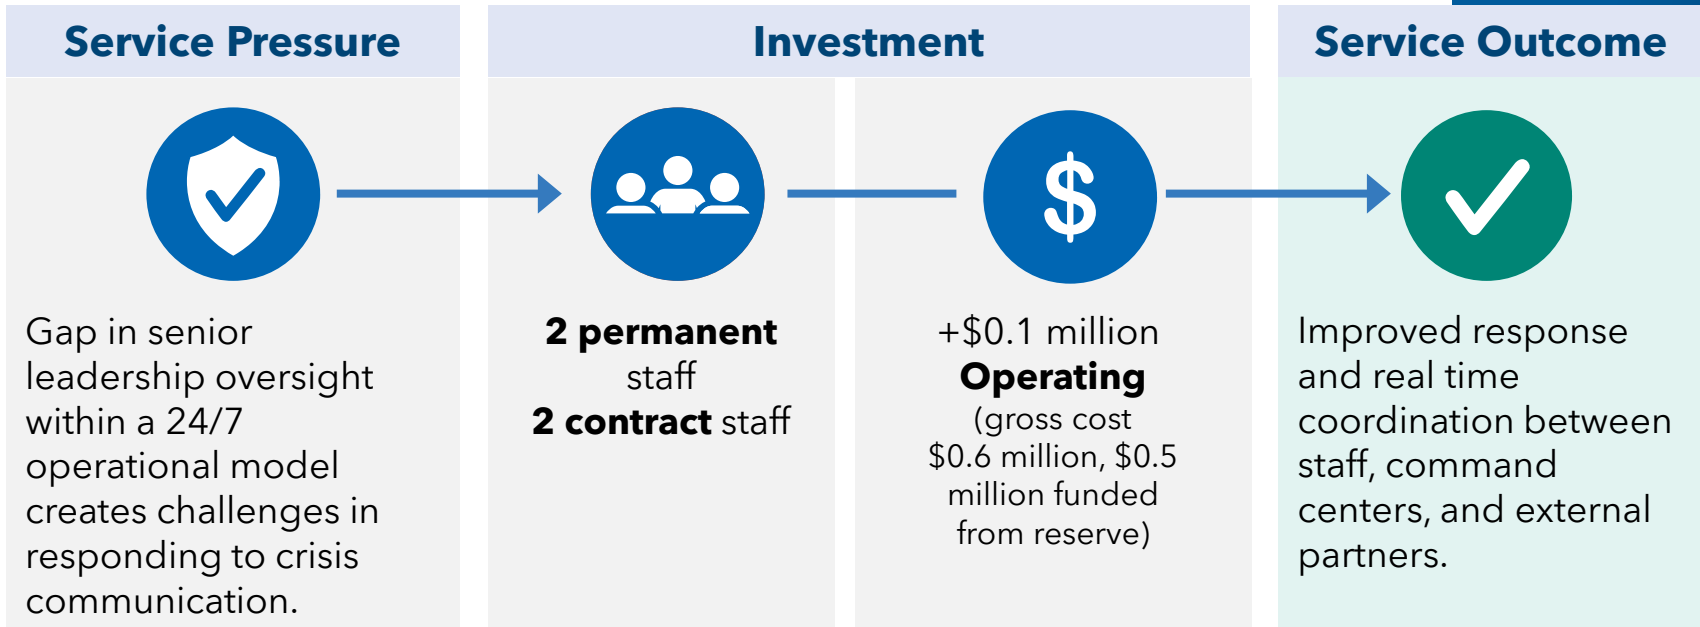 Service Pressure
Investment
Service Outcome
Gap in senior
leadership oversight
within a 24/7
operational model
creates challenges in
responding to crisis
communication.
2 permanent
staff
2 contract staff
$
+$0.1 million
Operating
(gross cost
$0.6 million, $0.5
million funded
from reserve)
Improved response
and real time
coordination between
staff, command
centers, and external
partners.